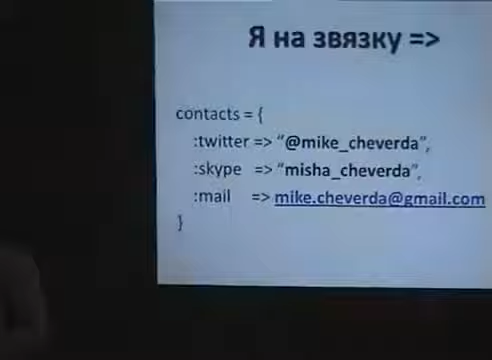 Я на звязку =>
contacts = {
:twitter => "@mike_cheverda",
:skype => "misha_cheverda",
:mail => mike.cheverda@gmail.com
}